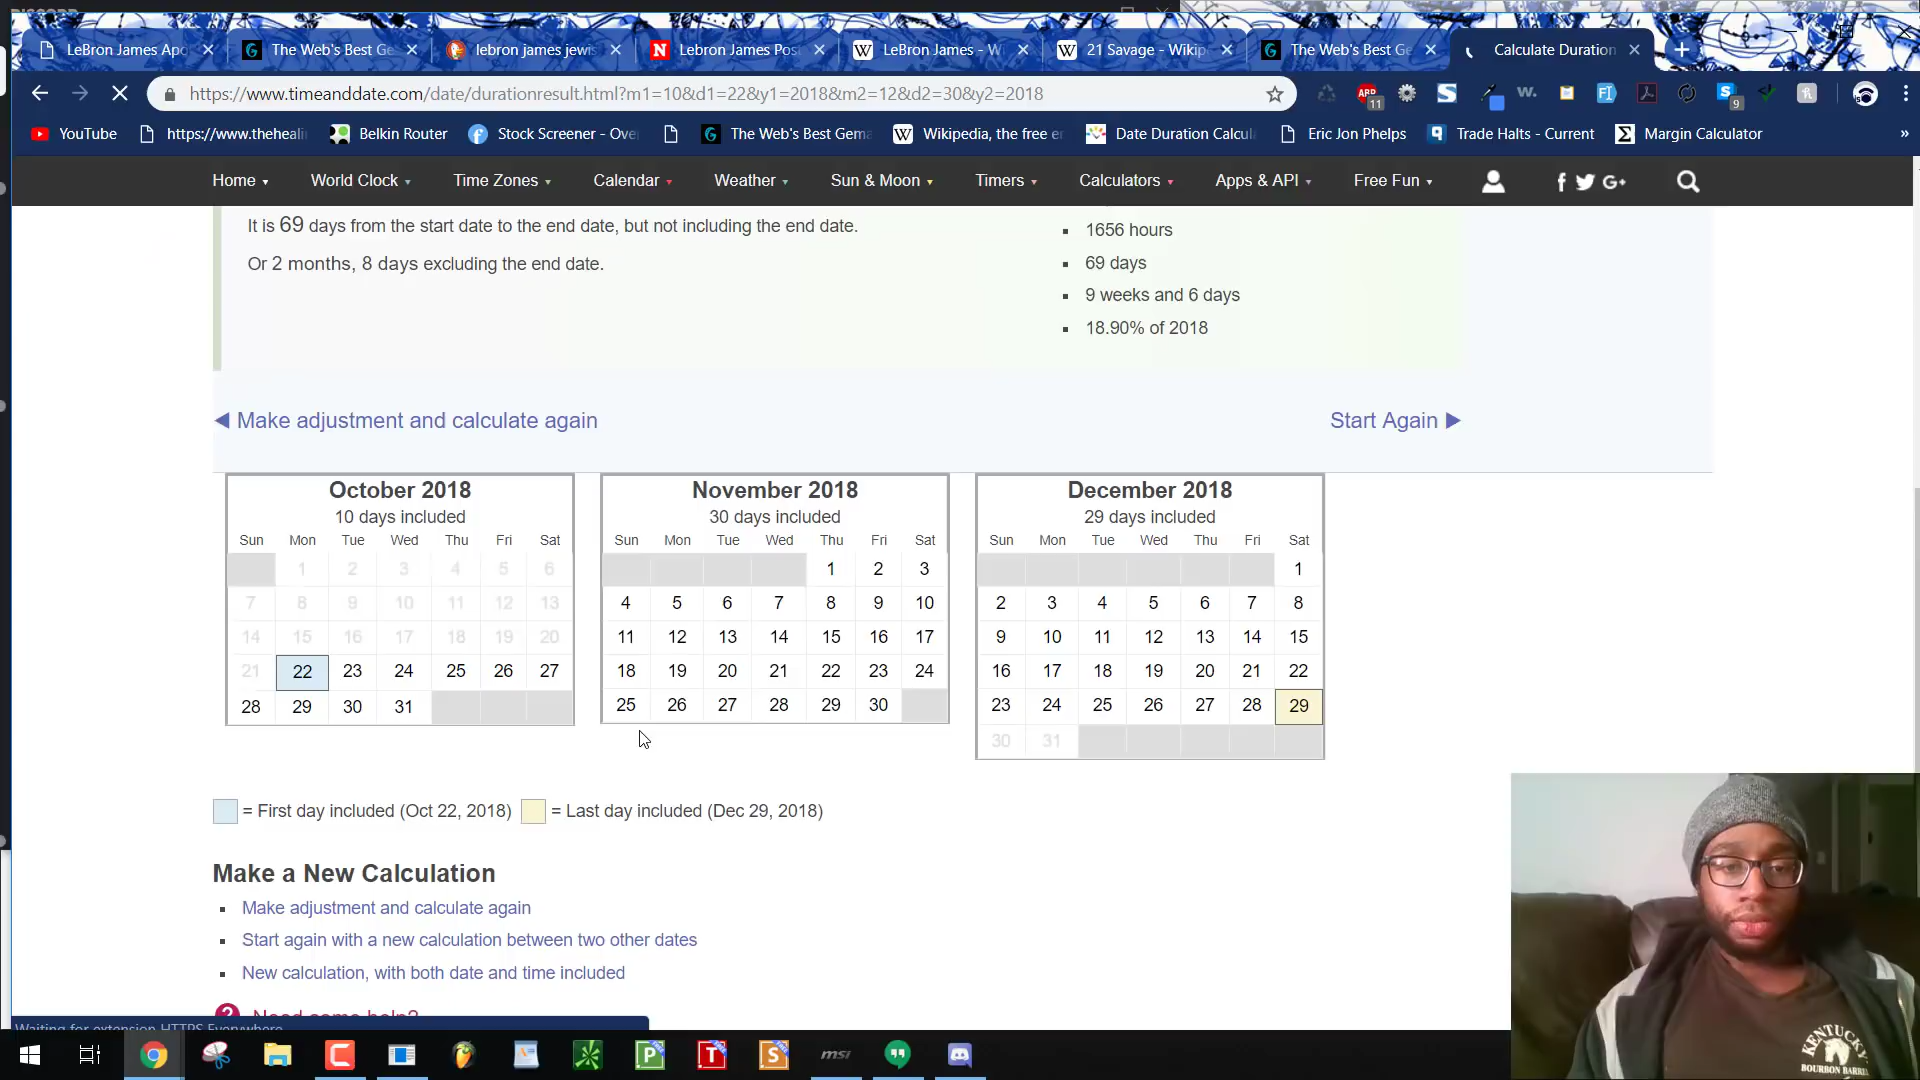 LeBron James Apo
The Web's Best Ge
lebron james jewis
Lebron James Pos
LeBron James - W
21 Savage - Wikip
The Web's Best Ge
Calculate Duration
https://www.timeanddate.com/date/durationresult.html?m1=10&d1=22&y1=2018&m2=12&d2=30&y2=2018
YouTube
https://www.theheali
Belkin Router
Stock Screener - Ove
The Web's Best Gema
Wikipedia, the free e
Date Duration Calcul
Eric Jon Phelps
Trade Halts - Current
Margin Calculator
»
Home World Clock Time Zones Calendar Weather Sun & Moon Timers Calculators Apps & API Free Fun
It is 69 days from the start date to the end date, but not including the end date.
Or 2 months, 8 days excluding the end date.
1656 hours
69 days
9 weeks and 6 days
18.90% of 2018
Make adjustment and calculate again
Start Again
October 2018
10 days included
Sun Mon Tue Wed Thu Fri Sat
1 2 3 4 5 6
7 8 9 10 11 12 13
14 15 16 17 18 19 20
21 22 23 24 25 26 27
28 29 30 31
November 2018
30 days included
Sun Mon Tue Wed Thu Fri Sat
1 2 3
4 5 6 7 8 9 10
11 12 13 14 15 16 17
18 19 20 21 22 23 24
25 26 27 28 29 30
December 2018
29 days included
Sun Mon Tue Wed Thu Fri Sat
1
2 3 4 5 6 7 8
9 10 11 12 13 14 15
16 17 18 19 20 21 22
23 24 25 26 27 28 29
30 31
= First day included (Oct 22, 2018) = Last day included (Dec 29, 2018)
Make a New Calculation
Make adjustment and calculate again
Start again with a new calculation between two other dates
New calculation, with both date and time included
Need some help?
Waiting for extension HTTPS Everywhere
msi
KENTUCKY
BOURBON BARREL